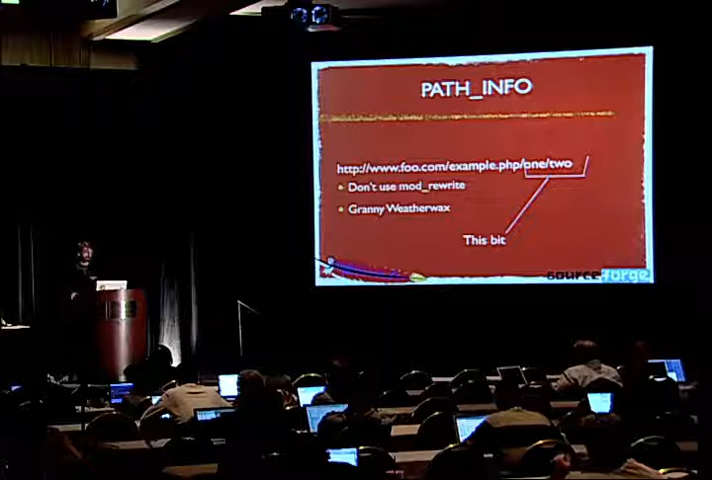 PATH_INFO
http://www.foo.com/example.php/one/two
Don't use mod_rewrite
Granny Weatherwax
This bit
sourceforge